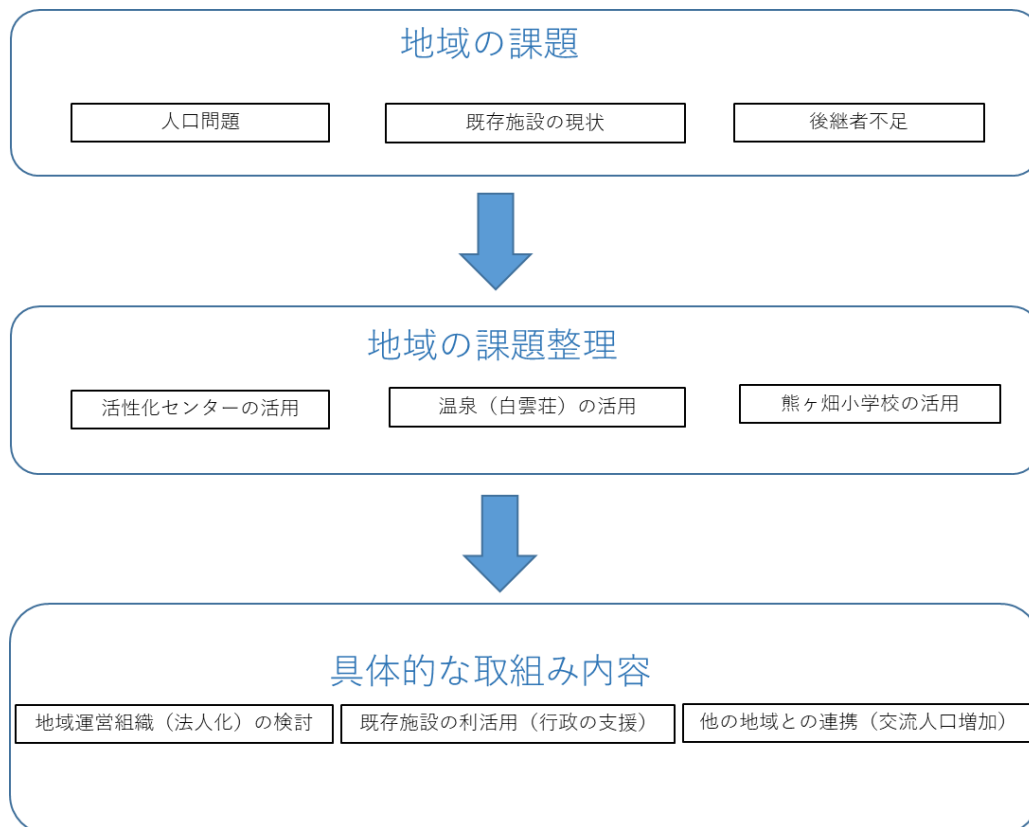 地域の課題
人口問題
既存施設の現状
後継者不足
地域の課題整理
活性化センターの活用
温泉（白雲荘）の活用
熊ヶ畑小学校の活用
具体的な取組み内容
地域運営組織（法人化）の検討
既存施設の利活用（行政の支援）
他の地域との連携（交流人口増加）